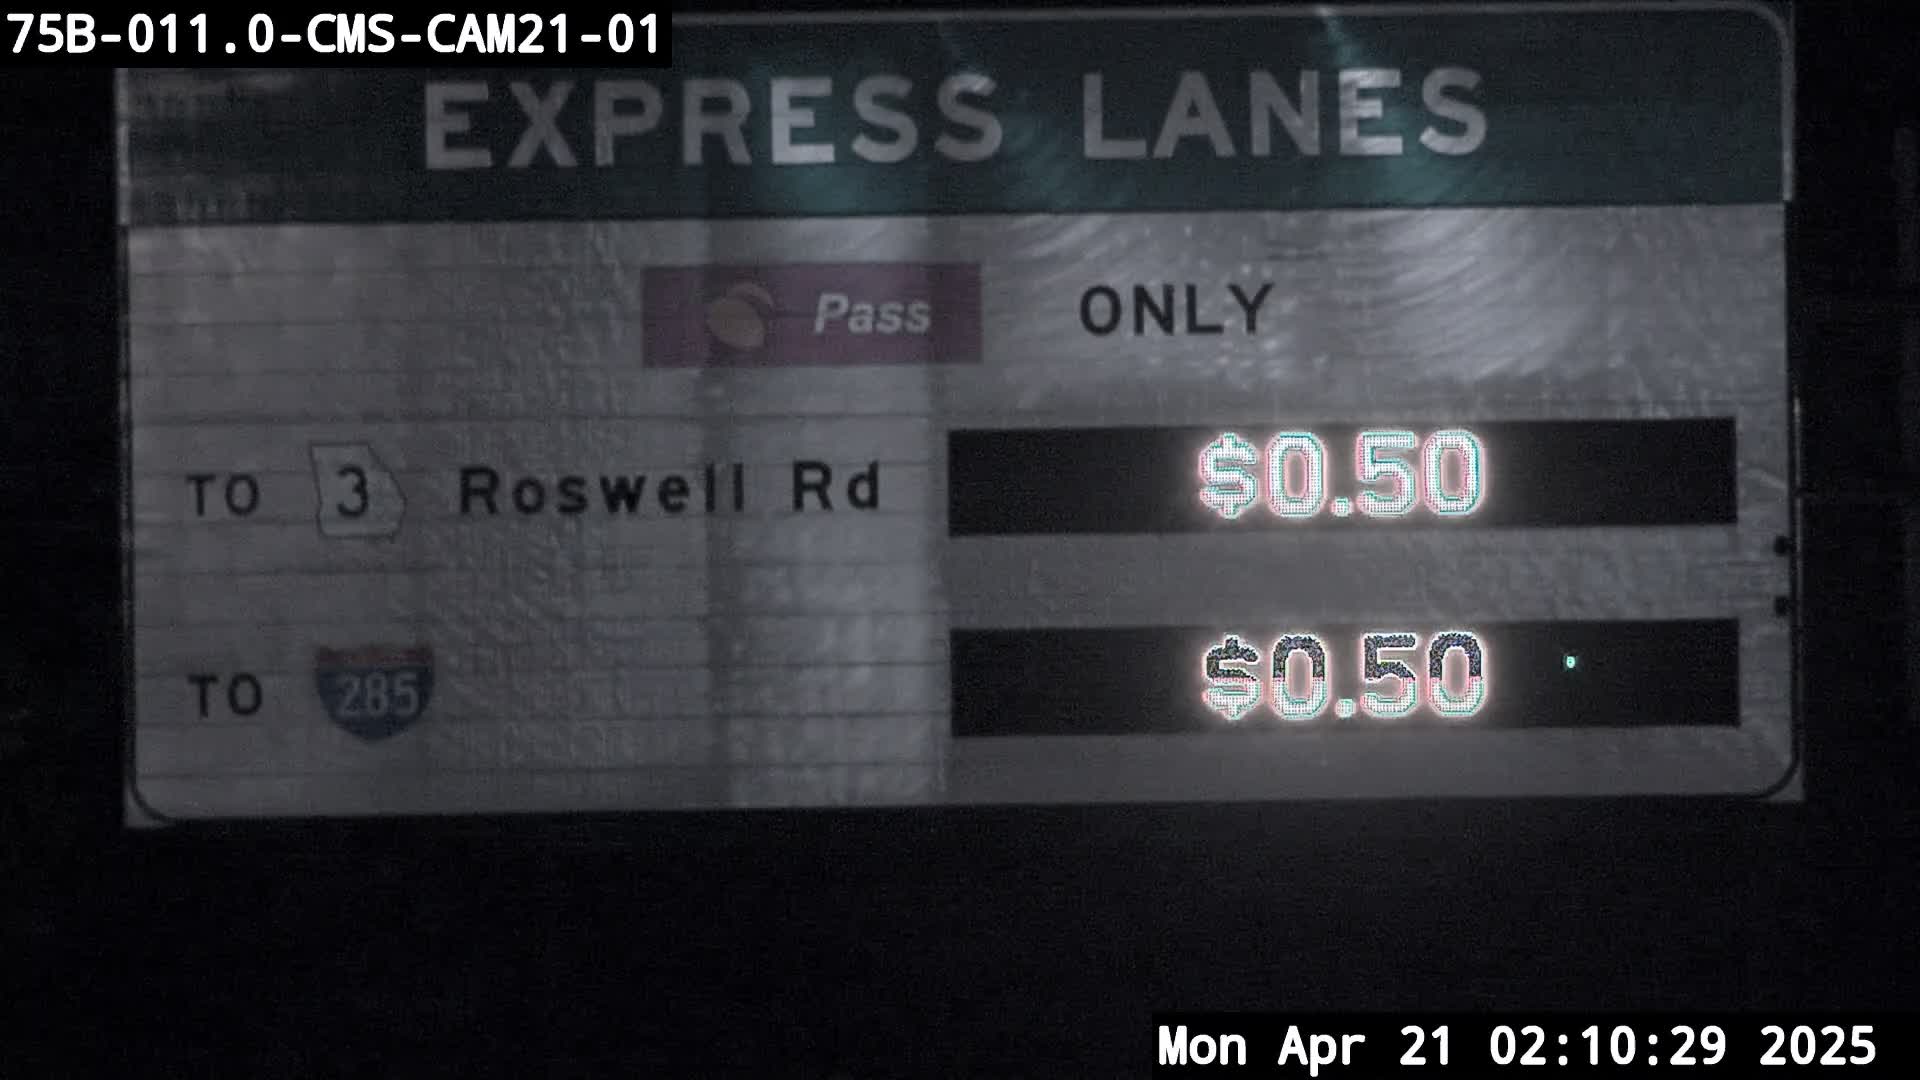 75B-011.0-CMS-CAM21-01
EXPRESS LANES
Pass ONLY
TO 3 Roswell Rd $0.50
TO 285 $0.50
Mon Apr 21 02:10:29 2025